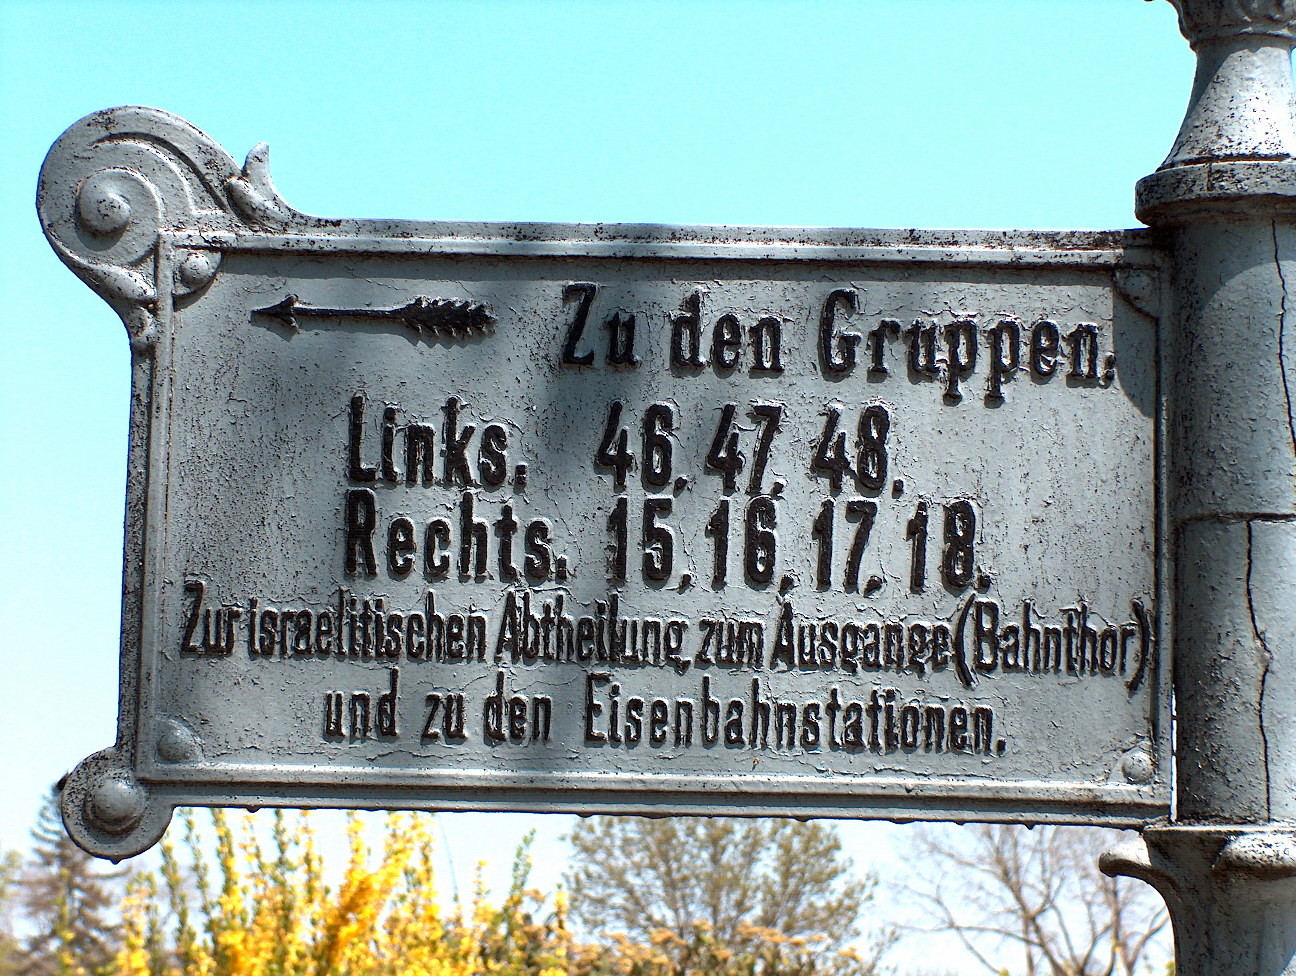 Zu den Gruppen:
Links. 46, 47, 48.
Rechts. 15, 16, 17, 18.
Zur israelitischen Abtheilung zum Ausgange (Bahnthor)
und zu den Eisenbahnstationen.